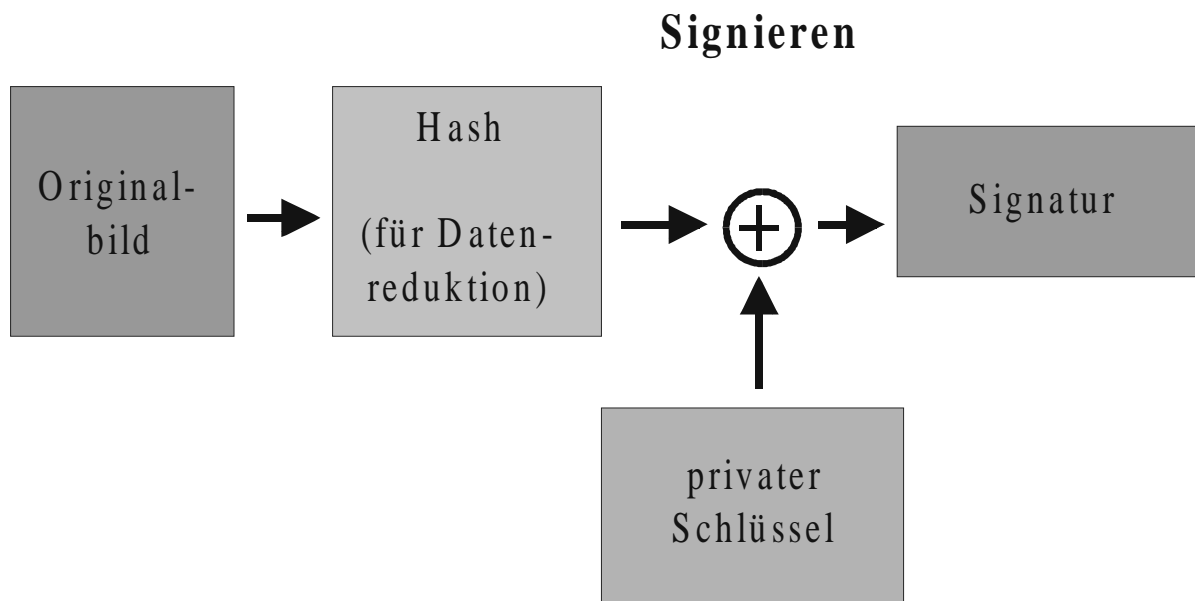 Signieren
Original-
bild
Hash
(für Daten-
reduktion)
Signatur
privater
Schlüssel